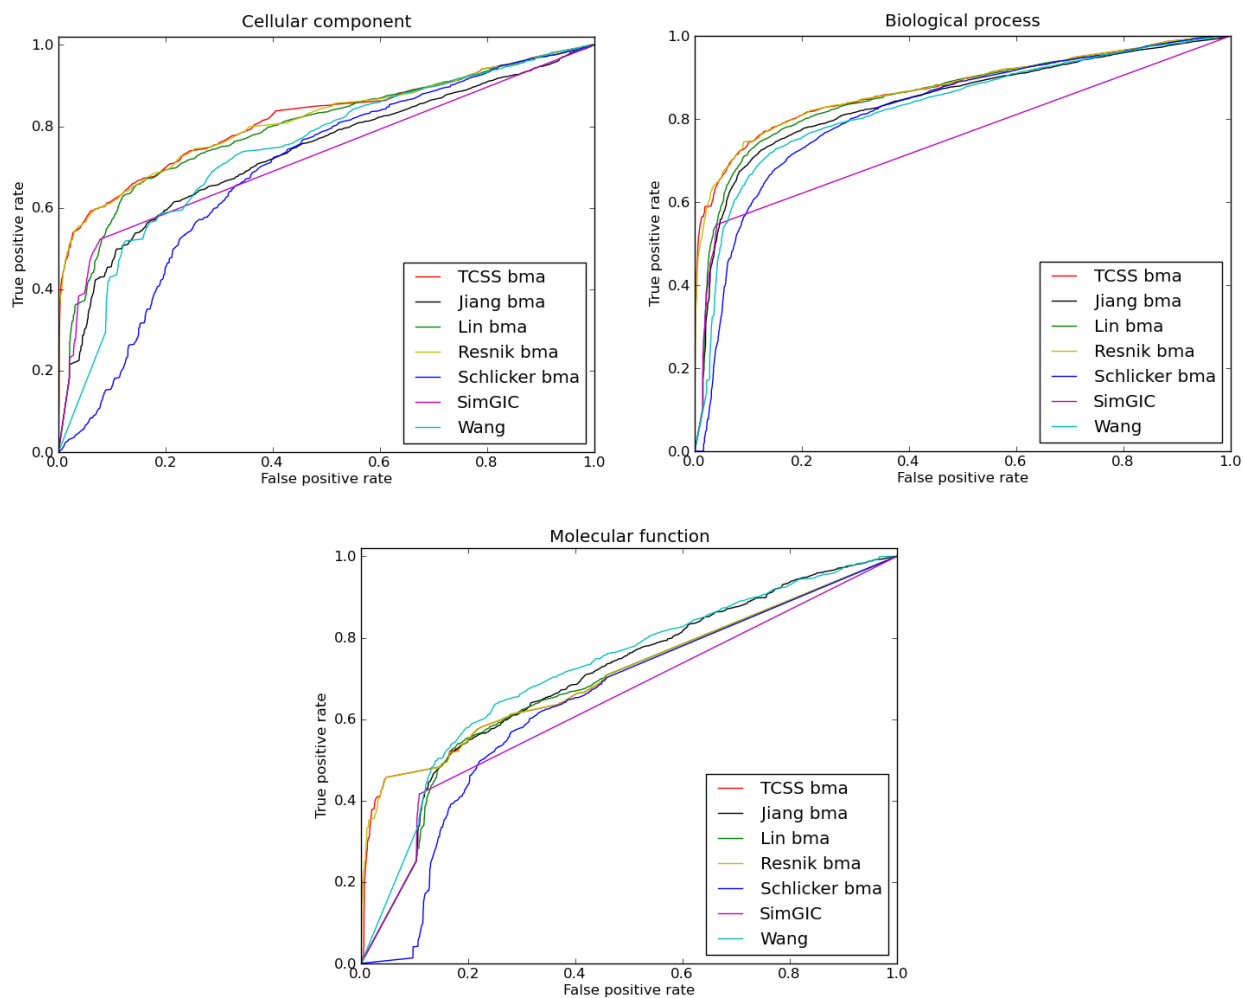 Cellular component
1.0
0.8
0.6
0.4
0.2
0.0
True positive rate
0.0 0.2 0.4 0.6 0.8 1.0
False positive rate
TCSS bma
Jiang bma
Lin bma
Resnik bma
Schlicker bma
SimGIC
Wang
Biological process
1.0
0.8
0.6
0.4
0.2
0.0
True positive rate
0.0 0.2 0.4 0.6 0.8 1.0
False positive rate
TCSS bma
Jiang bma
Lin bma
Resnik bma
Schlicker bma
SimGIC
Wang
Molecular function
1.0
0.8
0.6
0.4
0.2
0.0
True positive rate
0.0 0.2 0.4 0.6 0.8 1.0
False positive rate
TCSS bma
Jiang bma
Lin bma
Resnik bma
Schlicker bma
SimGIC
Wang